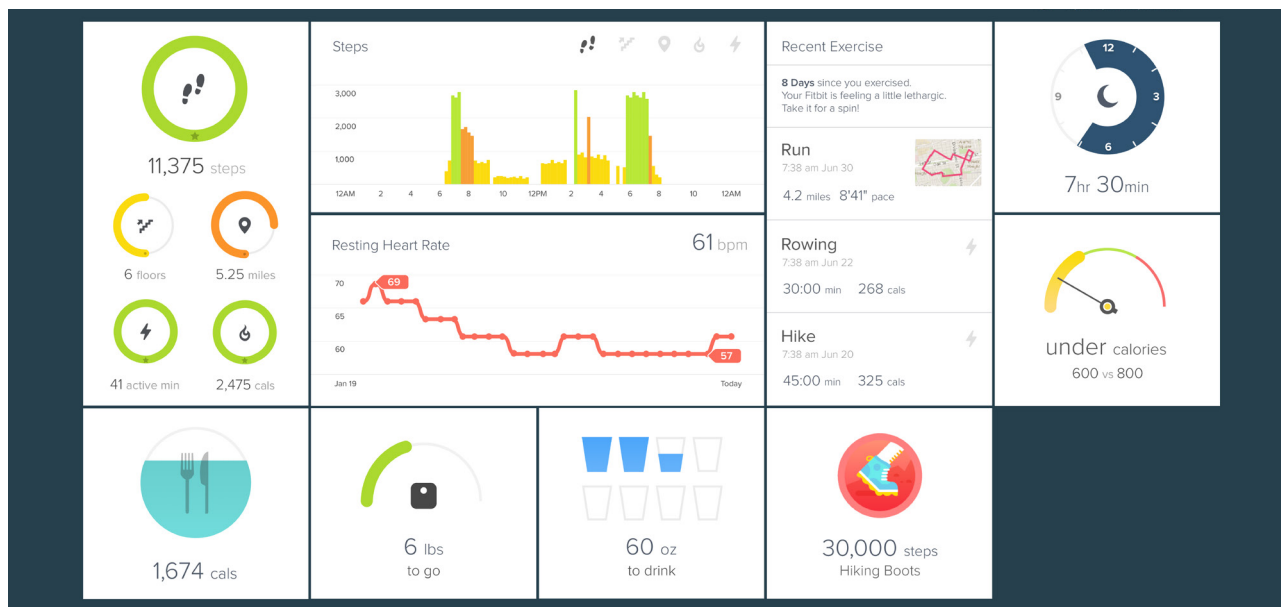 11,375 steps
6 floors
5.25 miles
41 active min
2,475 cals
Steps
3,000
2,000
1,000
12AM 2 4 6 8 10 12PM 2 4 6 8 10 12AM
Resting Heart Rate
61 bpm
70
65
60
69
57
Jan 19
Today
Recent Exercise
8 Days since you exercised.
Your Fitbit is feeling a little lethargic.
Take it for a spin!
Run
7:38 am Jun 30
4.2 miles 8'41" pace
Rowing
7:38 am Jun 22
30:00 min 268 cals
Hike
7:38 am Jun 20
45:00 min 325 cals
12
9
3
6
7hr 30min
under calories
600 vs 800
1,674 cals
6 lbs
to go
60 oz
to drink
30,000 steps
Hiking Boots